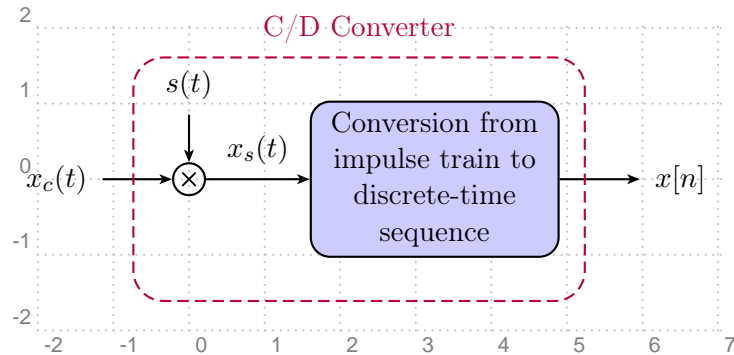 C/D Converter
2
s(t)
1
Conversion from
impulse train to
discrete-time
sequence
x_s(t)
0
x_c(t)
×
x[n]
-1
-2
-2 -1 0 1 2 3 4 5 6 7